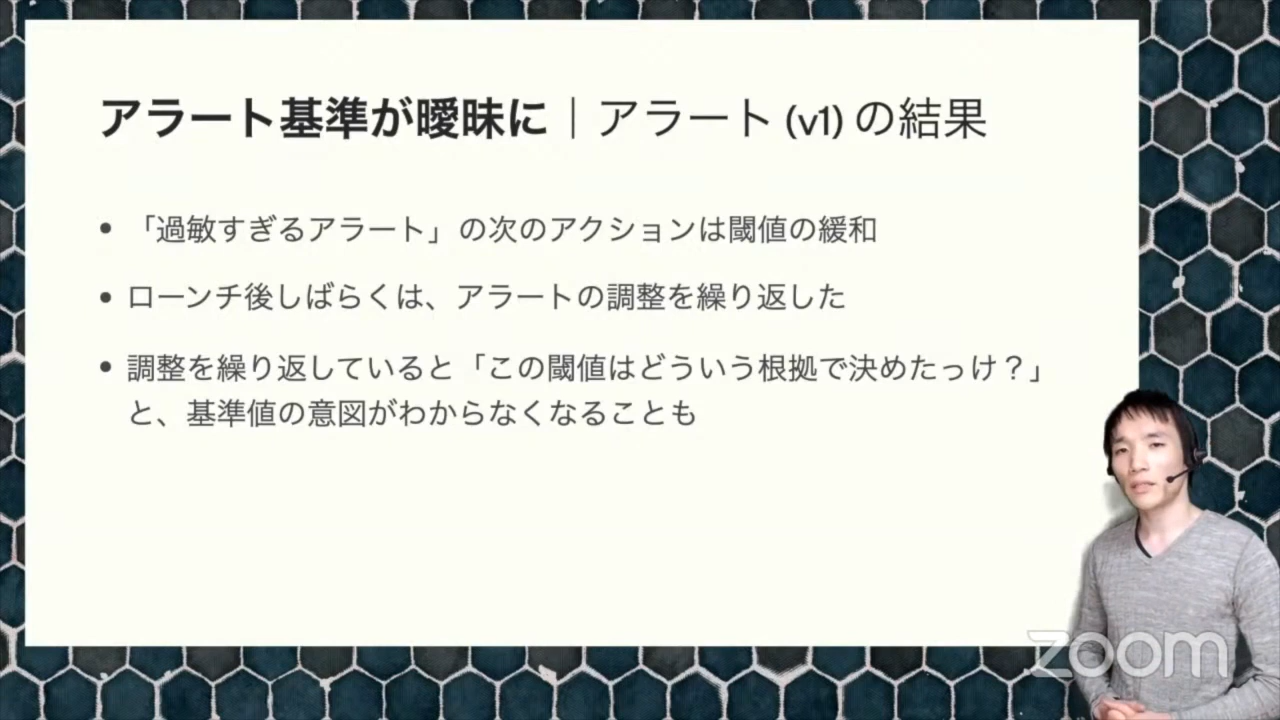 アラート基準が曖昧に｜アラート (v1) の結果
• 「過敏すぎるアラート」の次のアクションは閾値の緩和
• ローンチ後しばらくは、アラートの調整を繰り返した
• 調整を繰り返していると「この閾値はどういう根拠で決めたっけ？」
と、基準値の意図がわからなくなることも
zoom